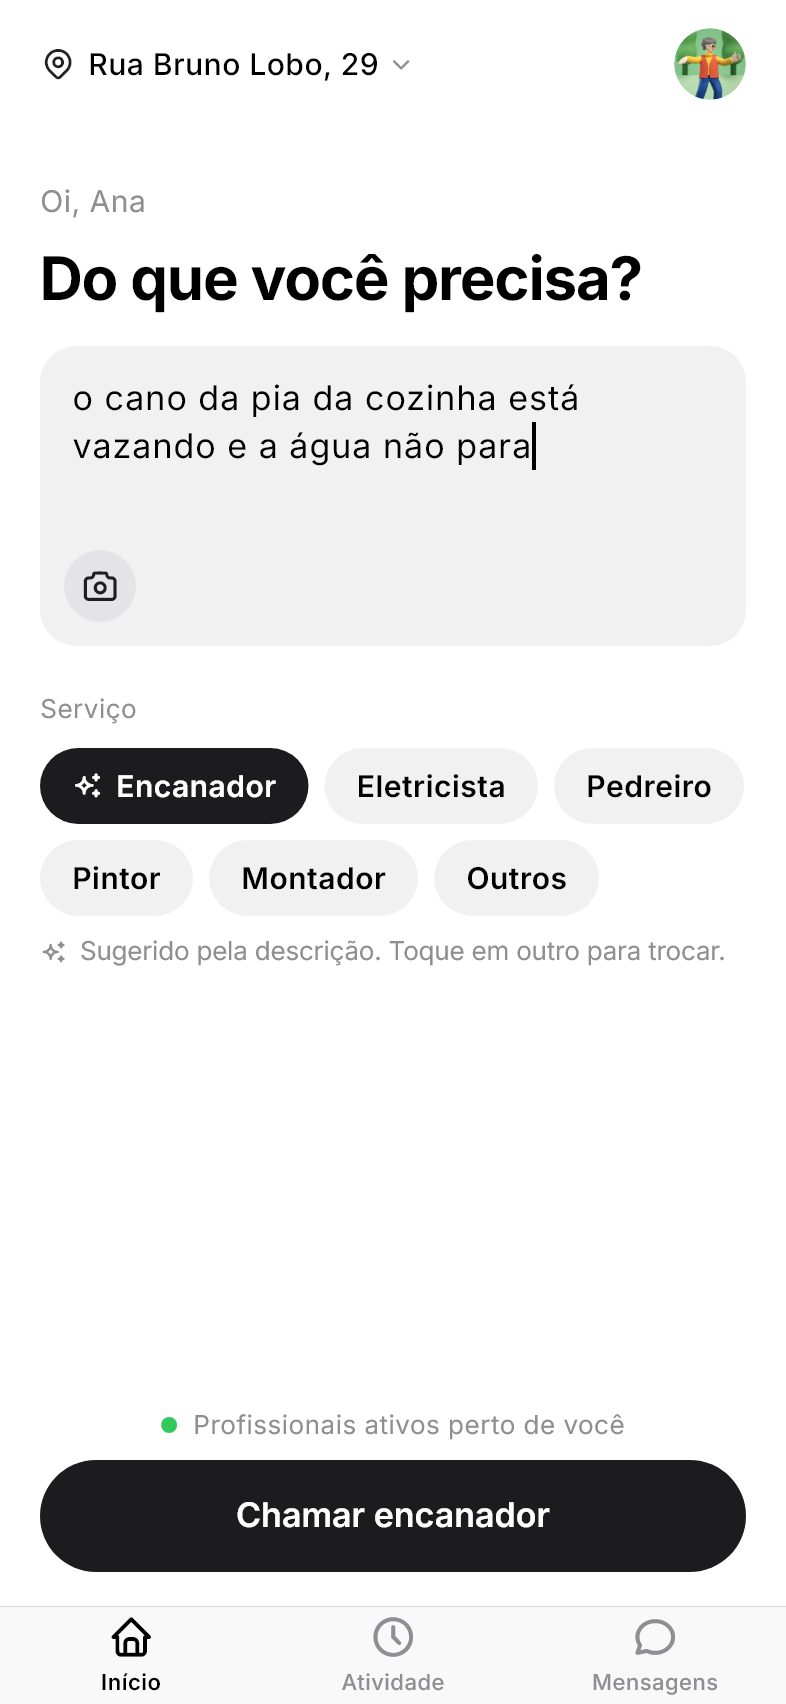 Rua Bruno Lobo, 29
Oi, Ana
Do que você precisa?
o cano da pia da cozinha está
vazando e a água não para
Serviço
Encanador Eletricista Pedreiro
Pintor Montador Outros
Sugerido pela descrição. Toque em outro para trocar.
Profissionais ativos perto de você
Chamar encanador
Início Atividade Mensagens